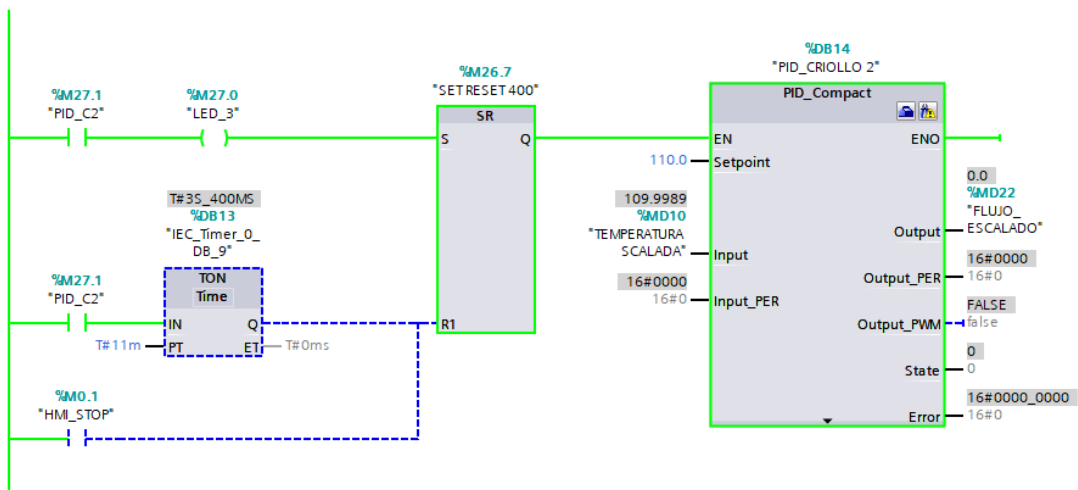 %DB14
"PID_CRIOLLO 2"
%M26.7
"SET RESET 400"
PID_Compact
%M27.1
"PID_C2"
%M27.0
"LED_3"
SR
S
Q
EN
ENO
110.0
Setpoint
0.0
%MD22
"FLUJO_
ESCALADO"
Output
T#3S_400MS
%DB13
"IEC_Timer_0_
DB_9"
109.9989
%MD10
"TEMPERATURA
SCALADA"
Input
16#0000
16#0
Output_PER
%M27.1
"PID_C2"
TON
Time
16#0000
16#0
Input_PER
IN
Q
R1
FALSE
false
Output_PWM
T#11m
PT
ET
T#0ms
0
0
State
%M0.1
"HMI_STOP"
16#0000_0000
16#0
Error